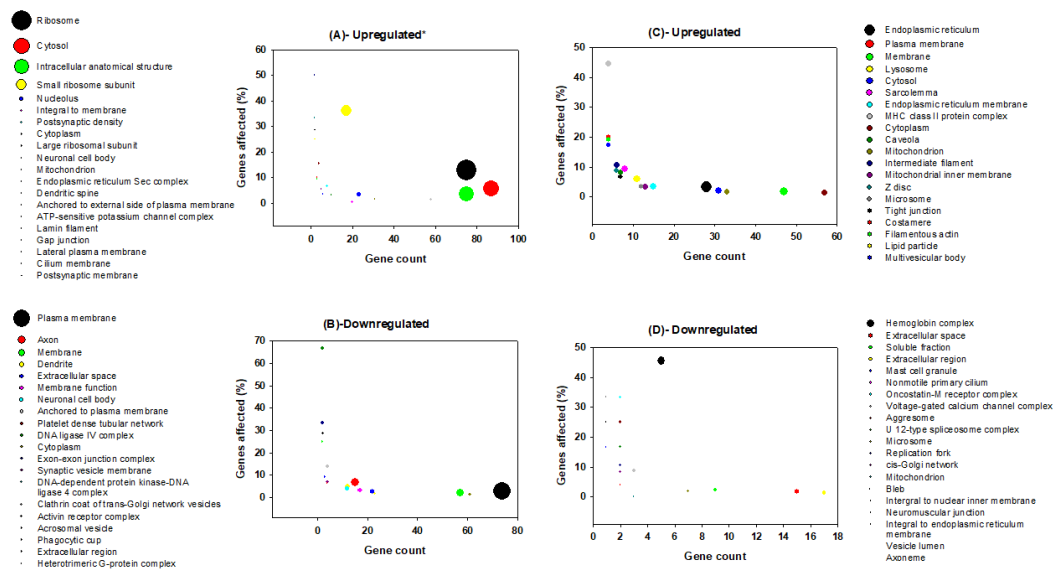 Ribosome
Cytosol
Intracellular anatomical structure
Small ribosome subunit
Nucleolus
Integral to membrane
Postsynaptic density
Cytoplasm
Large ribosomal subunit
Neuronal cell body
Mitochondrion
Endoplasmic reticulum Sec complex
Dendritic spine
Anchored to external side of plasma membrane
ATP-sensitive potassium channel complex
Lamin filament
Gap junction
Lateral plasma membrane
Cilium membrane
Postsynaptic membrane
(A)- Upregulated*
Genes affected (%)
60
50
40
30
20
10
0
0 20 40 60 80 100
Gene count
(C)- Upregulated
Genes affected (%)
50
40
30
20
10
0
0 10 20 30 40 50 60
Gene count
Endoplasmic reticulum
Plasma membrane
Membrane
Lysosome
Cytosol
Sarcolemma
Endoplasmic reticulum membrane
MHC class II protein complex
Cytoplasm
Caveola
Mitochondrion
Intermediate filament
Mitochondrial inner membrane
Z disc
Microsome
Tight junction
Costamere
Filamentous actin
Lipid particle
Multivesicular body
Plasma membrane
Axon
Membrane
Dendrite
Extracellular space
Membrane function
Neuronal cell body
Anchored to plasma membrane
Platelet dense tubular network
DNA ligase IV complex
Cytoplasm
Exon-exon junction complex
Synaptic vesicle membrane
DNA-dependent protein kinase-DNA
ligase 4 complex
Clathrin coat of trans-Golgi network vesicles
Activin receptor complex
Acrosomal vesicle
Phagocytic cup
Extracellular region
Heterotrimeric G-protein complex
(B)-Downregulated
Genes affected (%)
70
60
50
40
30
20
10
0
0 20 40 60 80
Gene count
(D)- Downregulated
Genes affected (%)
50
40
30
20
10
0
0 2 4 6 8 10 12 14 16 18
Gene count
Hemoglobin complex
Extracellular space
Soluble fraction
Extracellular region
Mast cell granule
Nonmotile primary cilium
Oncostatin-M receptor complex
Voltage-gated calcium channel complex
Aggresome
U 12-type spliceosome complex
Microsome
Replication fork
cis-Golgi network
Mitochondrion
Bleb
Intergral to nuclear inner membrane
Neuromuscular junction
Integral to endoplasmic reticulum
membrane
Vesicle lumen
Axoneme